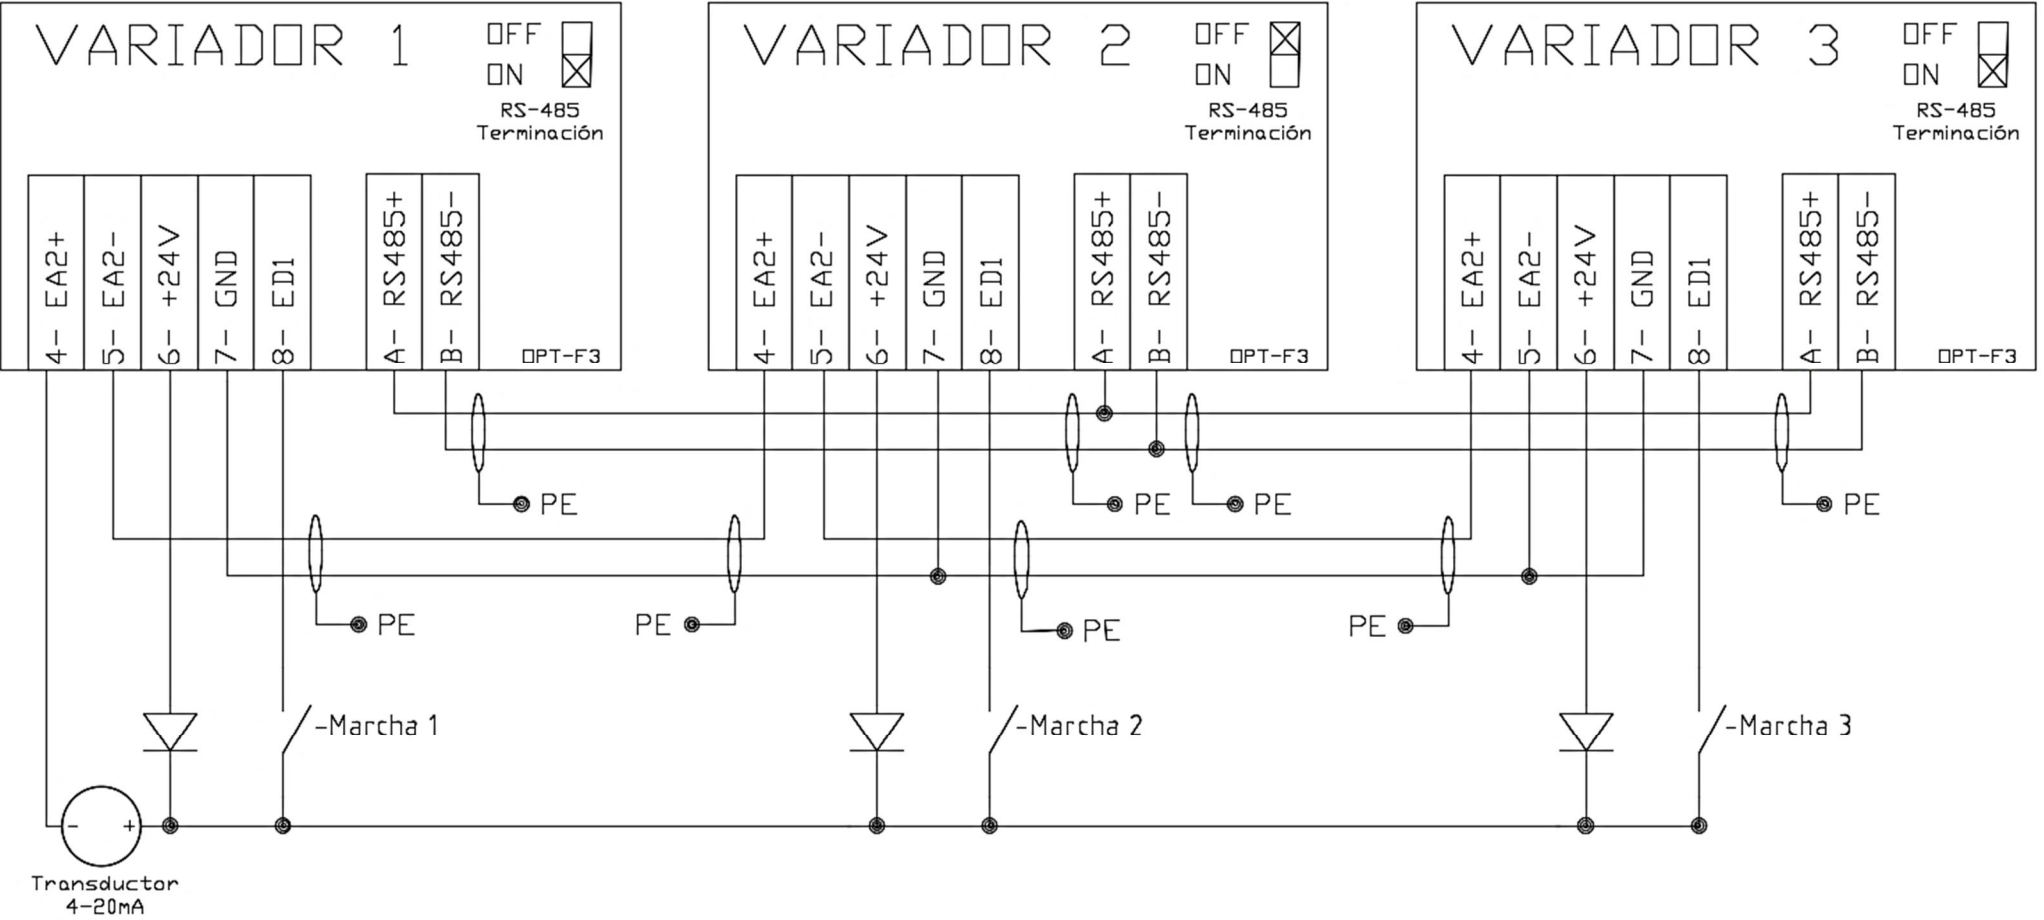 VARIADOR 1
OFF
ON
RS-485
Terminación
4- EA2+
5- EA2-
6- +24V
7- GND
8- ED1
A- RS485+
B- RS485-
OPT-F3
VARIADOR 2
OFF
ON
RS-485
Terminación
4- EA2+
5- EA2-
6- +24V
7- GND
8- ED1
A- RS485+
B- RS485-
OPT-F3
VARIADOR 3
OFF
ON
RS-485
Terminación
4- EA2+
5- EA2-
6- +24V
7- GND
8- ED1
A- RS485+
B- RS485-
OPT-F3
PE
PE
PE
PE
PE
PE
PE
PE
-Marcha 1
-Marcha 2
-Marcha 3
- +
Transductor
4-20mA